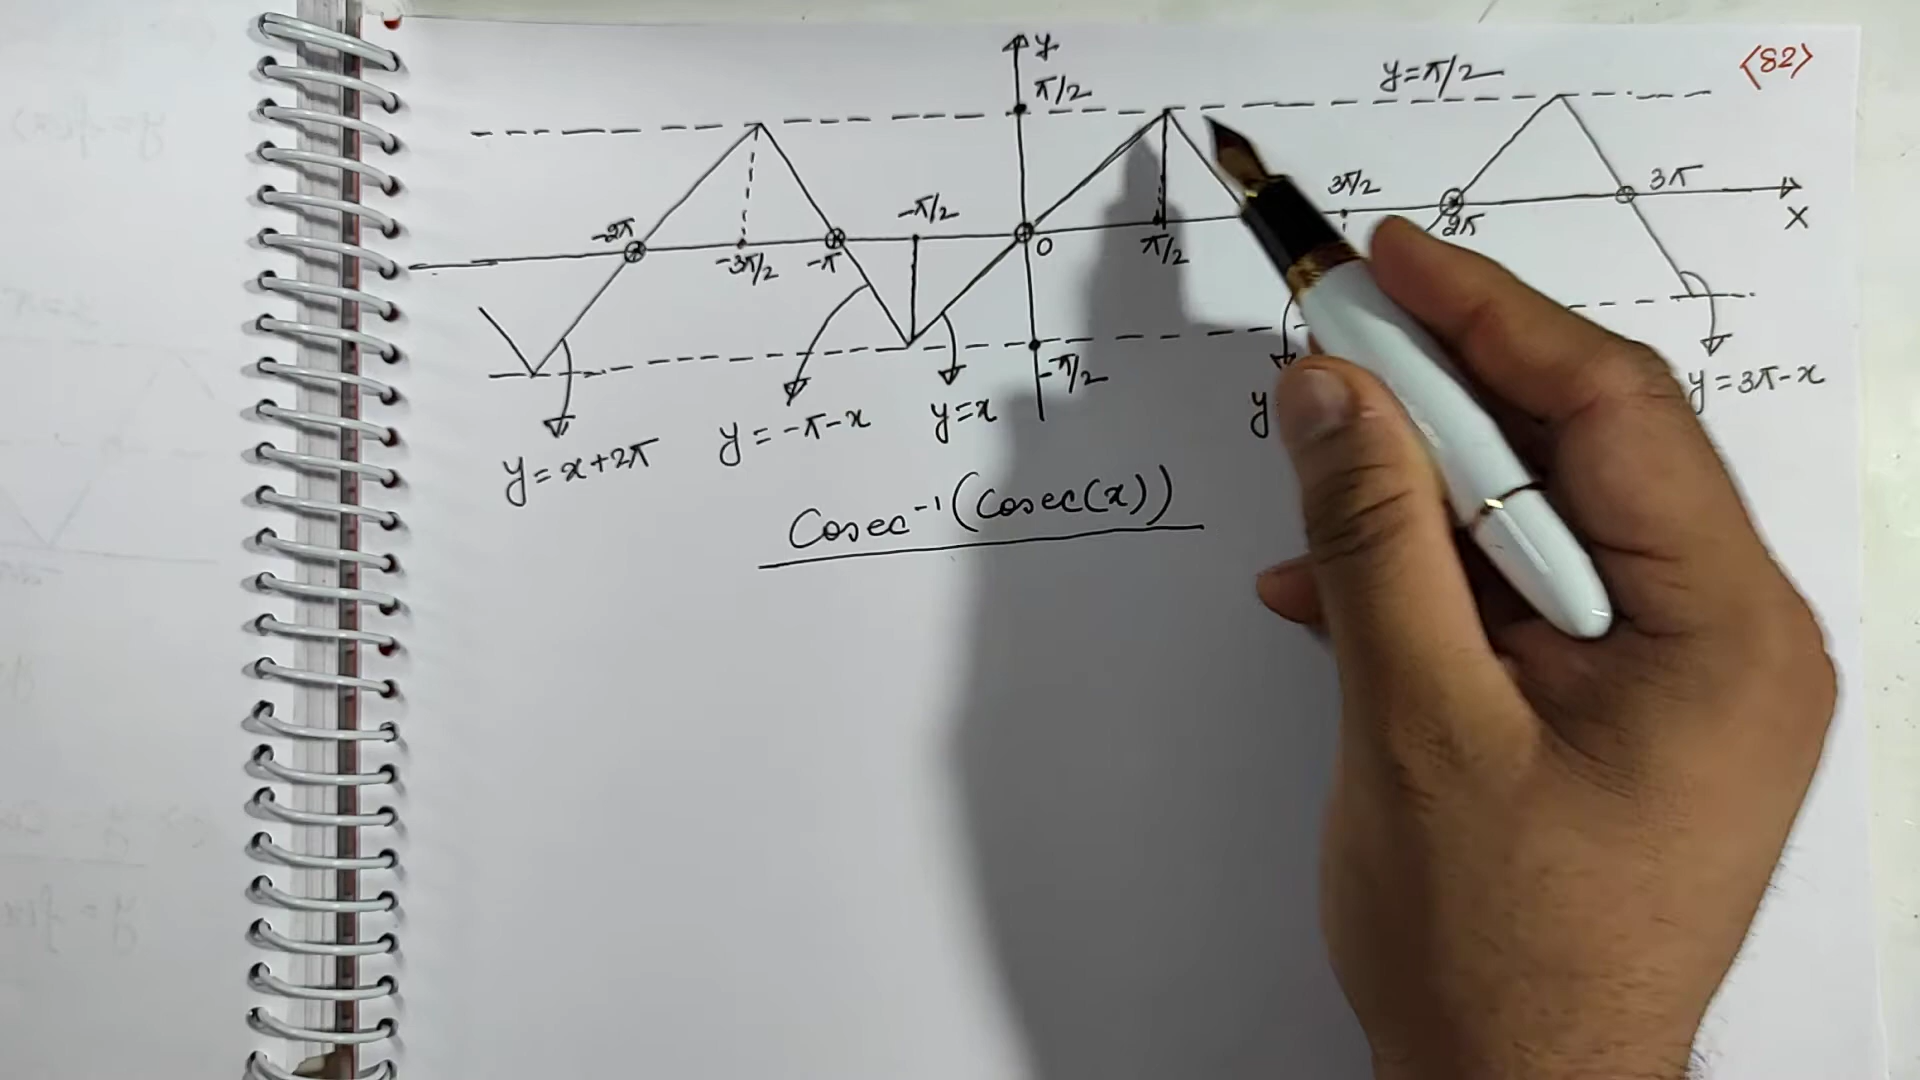 y
π/2
y=π/2
<82>
-2π
-3π/2
-π
-π/2
0
π/2
3π/2
2π
3π
X
-π/2
y=x+2π
y=-π-x
y=x
y
y=3π-x
Cosec⁻¹(Cosec(x))